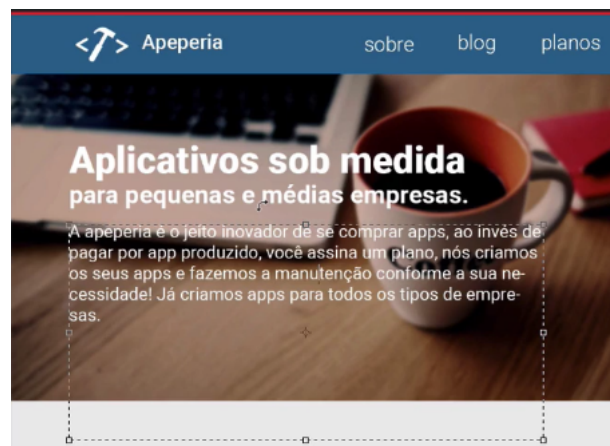 Apeperia
sobre
blog
planos
Aplicativos sob medida
para pequenas e médias empresas.
A apeperia é o jeito inovador de se comprar apps, ao invés de
pagar por app produzido, você assina um plano, nós criamos
os seus apps e fazemos a manutenção conforme a sua ne-
cessidade! Já criamos apps para todos os tipos de empre-
sas.